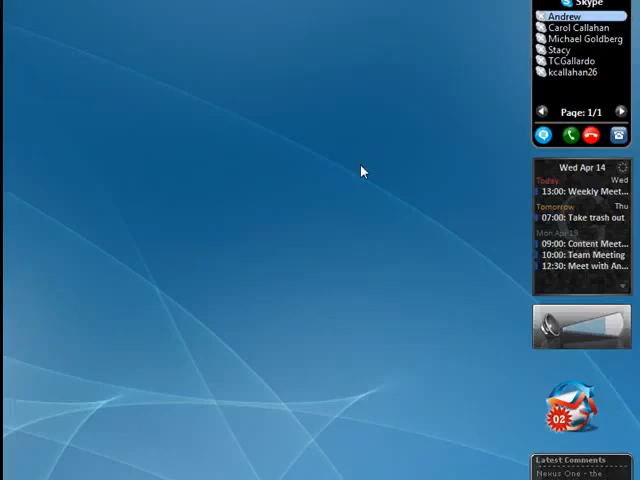 Skype
Andrew
Carol Callahan
Michael Goldberg
Stacy
TCGallardo
kcallahan26
Page: 1/1
Wed Apr 14
Today Wed
13:00: Weekly Meet...
Tomorrow Thu
07:00: Take trash out
Mon Apr 19
09:00: Content Meet...
10:00: Team Meeting
12:30: Meet with An...
02
Latest Comments
Nexus One - the